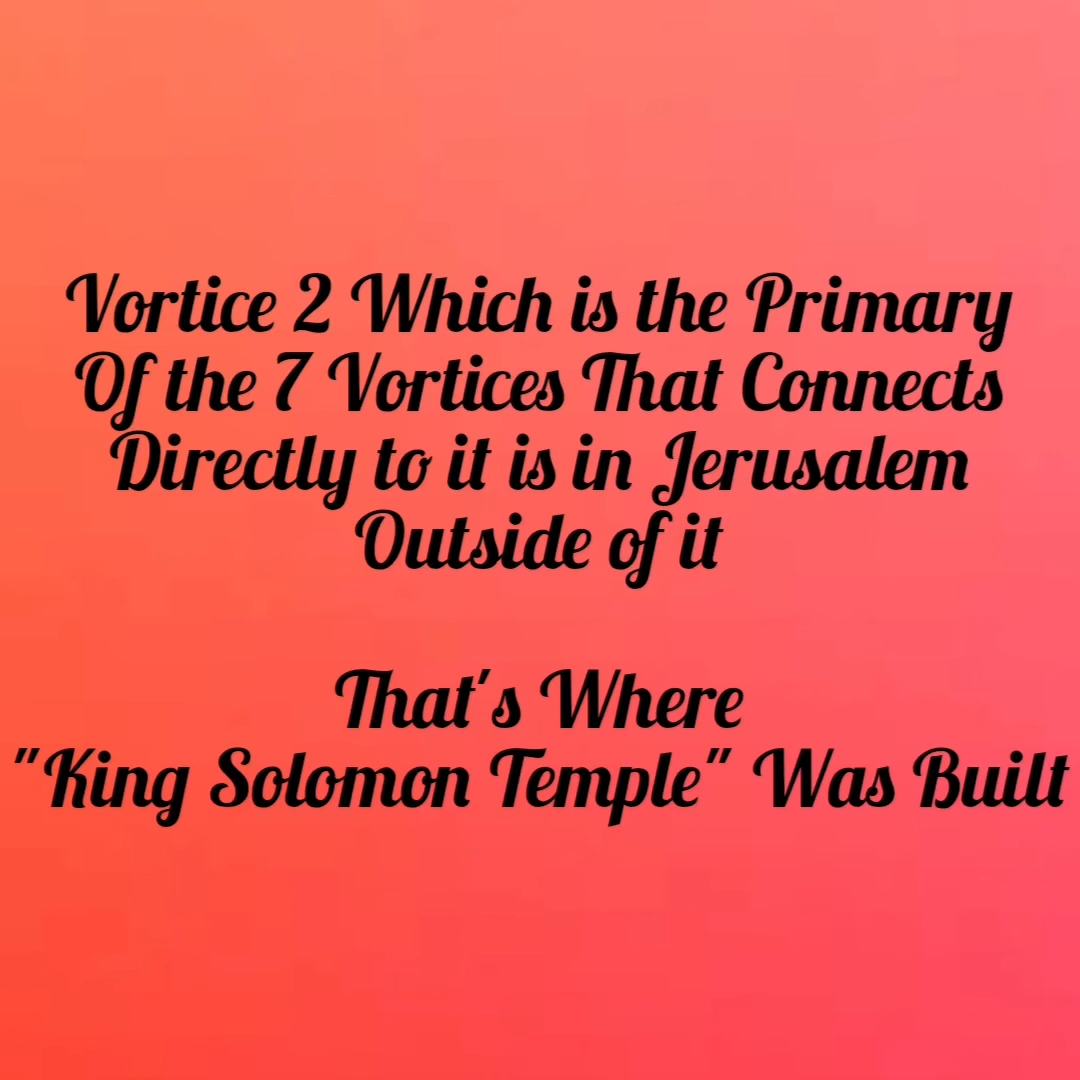 Vortice 2 Which is the Primary
Of the 7 Vortices That Connects
Directly to it is in Jerusalem
Outside of it
That's Where
"King Solomon Temple" Was Built